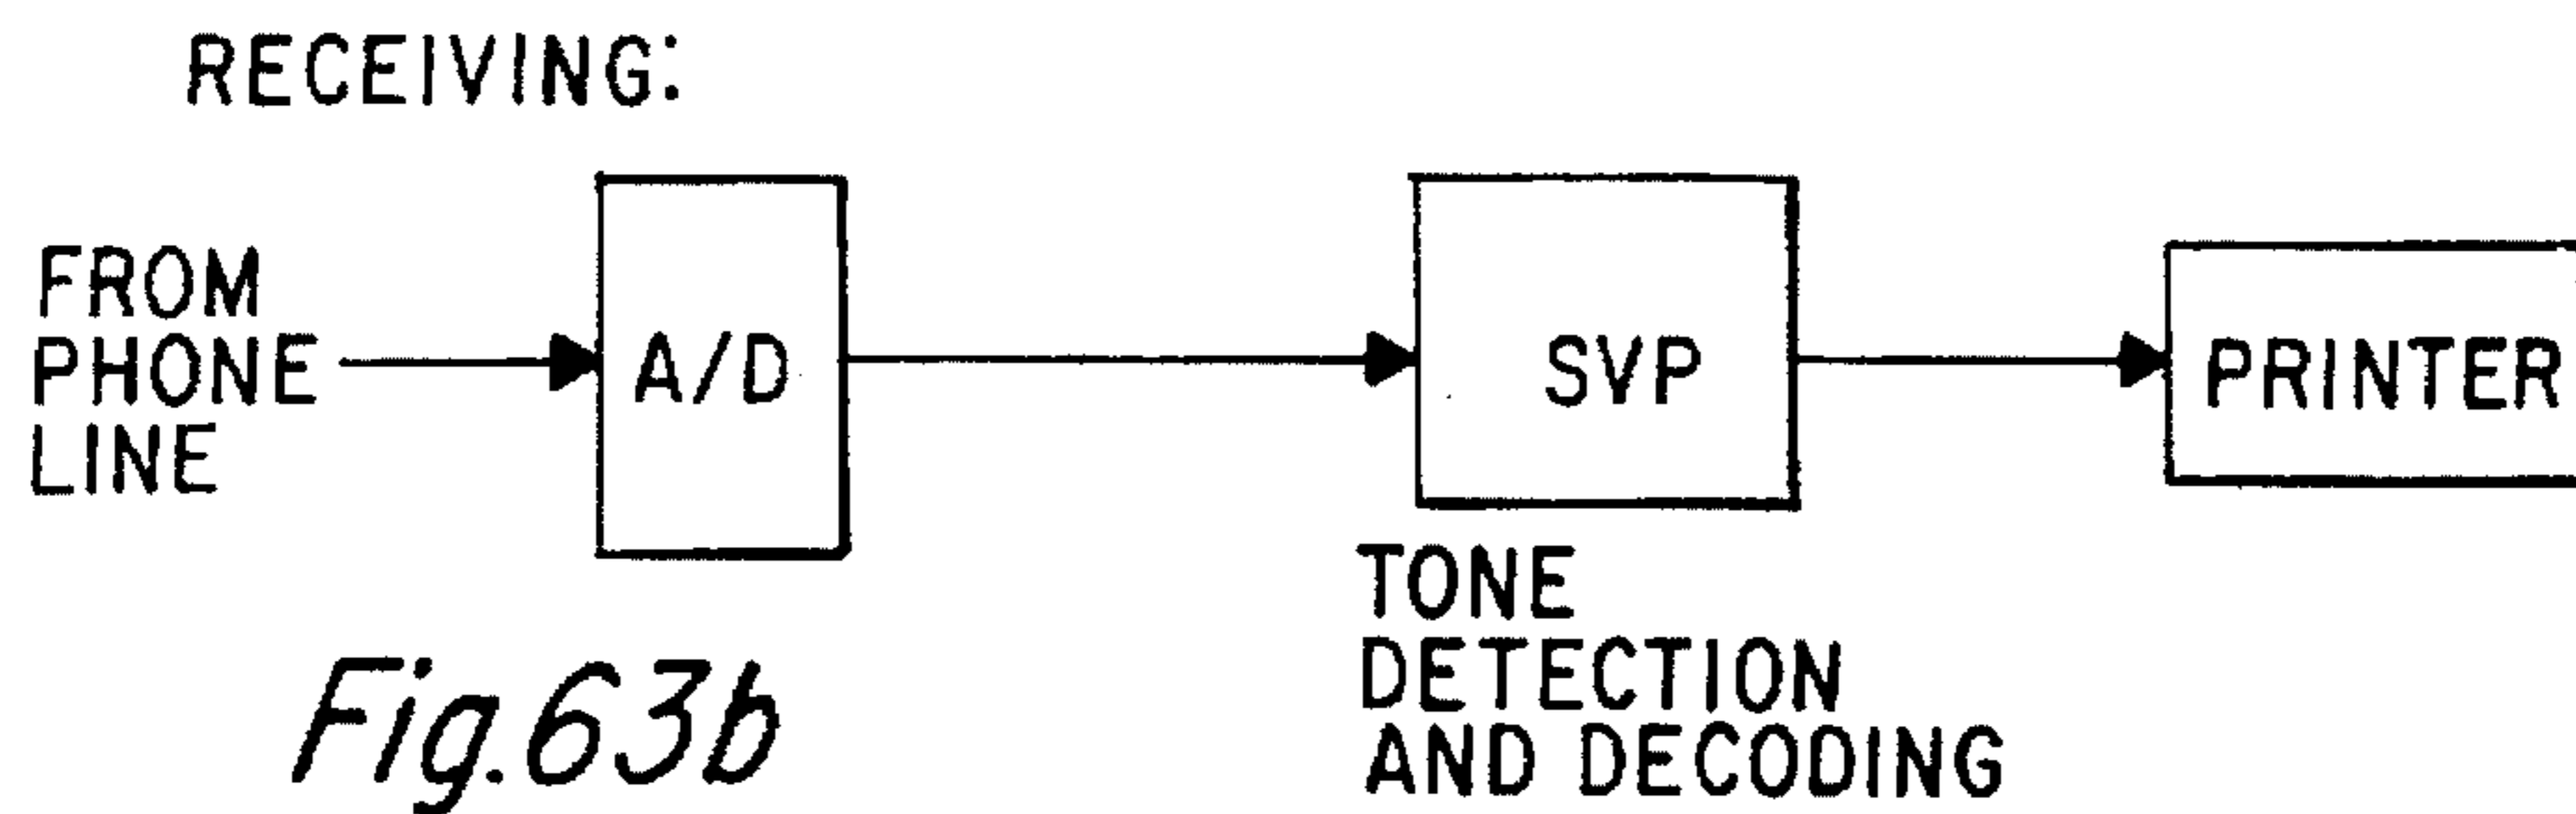 RECEIVING:
FROM
PHONE
LINE
A/D
SVP
PRINTER
TONE
DETECTION
AND DECODING
Fig. 63b